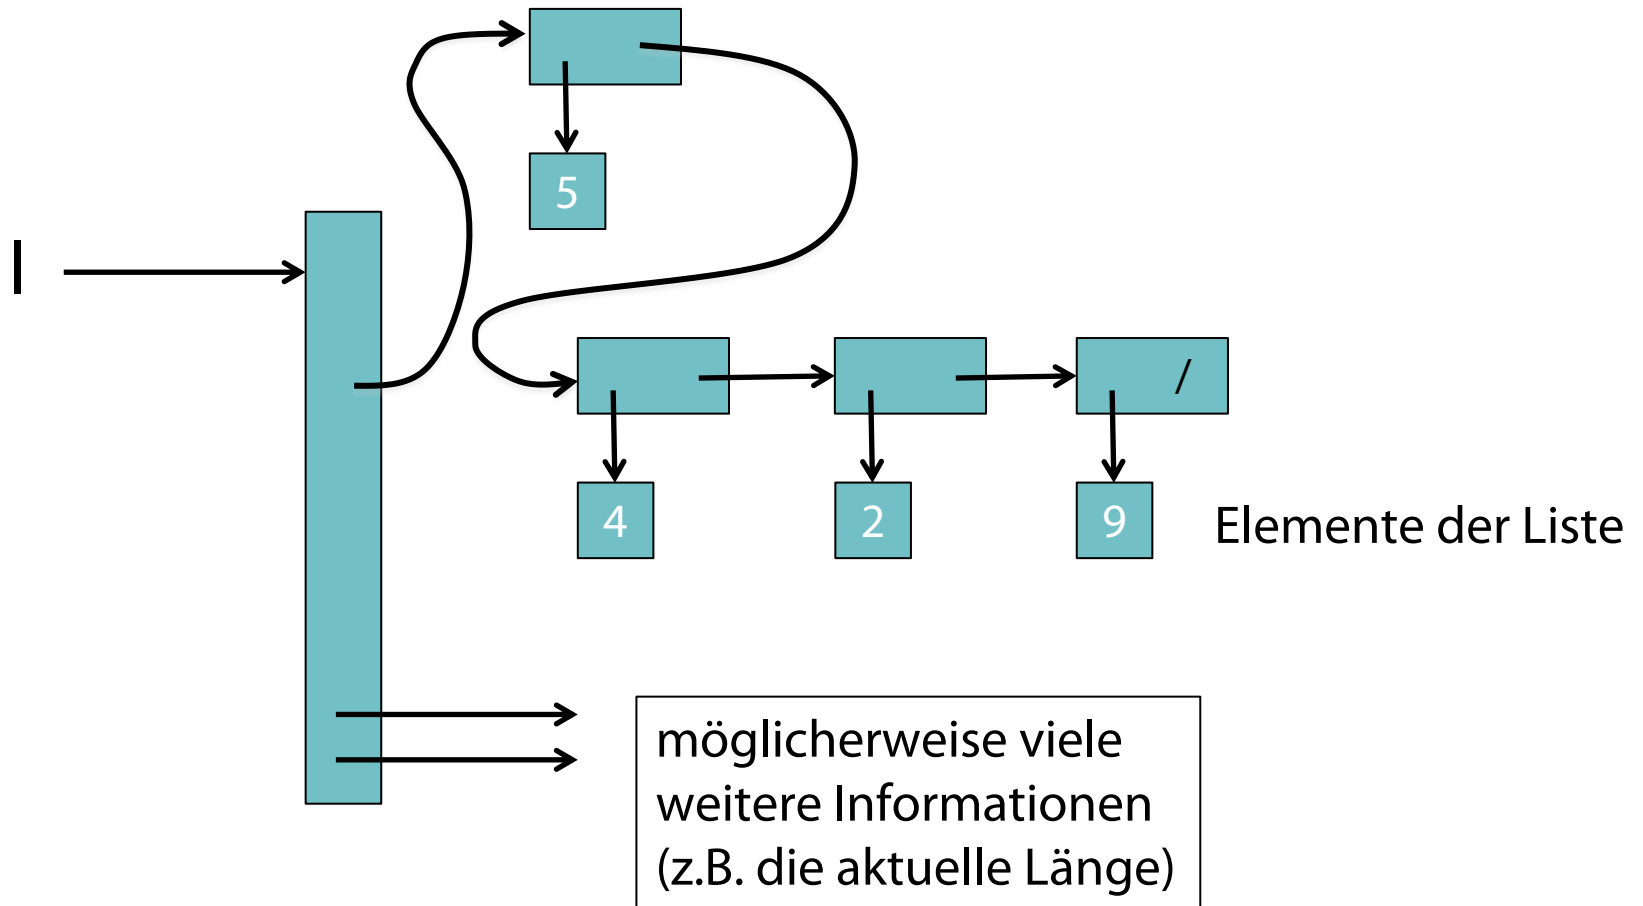 5
l
/
4
2
9
Elemente der Liste
möglicherweise viele
weitere Informationen
(z.B. die aktuelle Länge)